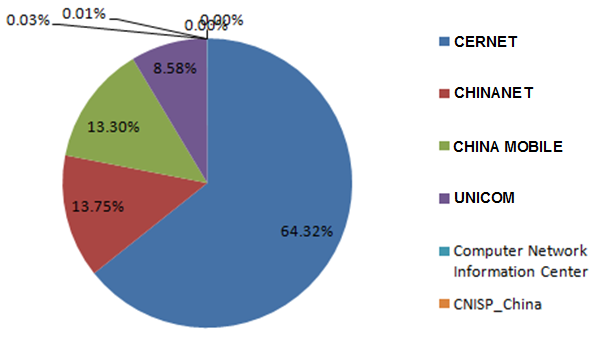 0.03%
0.01%
0.00%
0.00%
8.58%
13.30%
13.75%
64.32%
CERNET
CHINANET
CHINA MOBILE
UNICOM
Computer Network
Information Center
CNISP_China